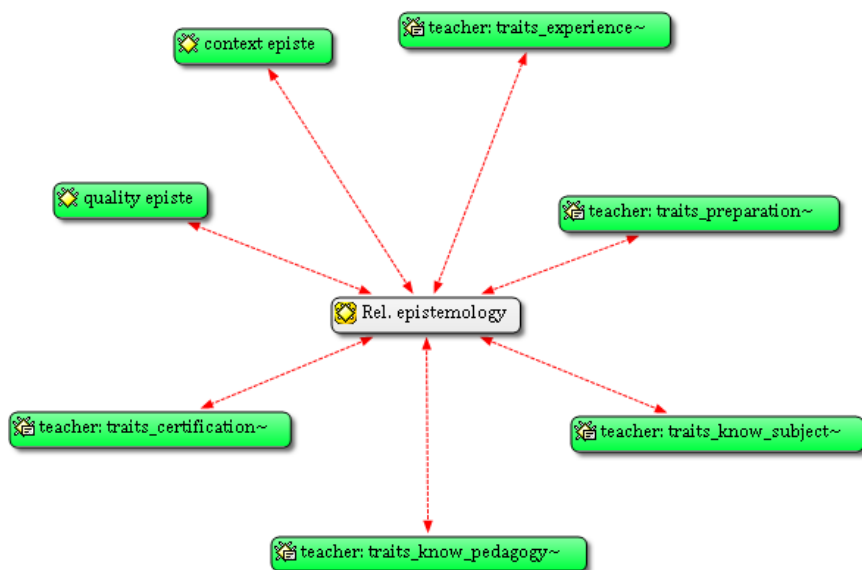 context episte
teacher: traits_experience~
quality episte
teacher: traits_preparation~
Rel. epistemology
teacher: traits_certification~
teacher: traits_know_subject~
teacher: traits_know_pedagogy~